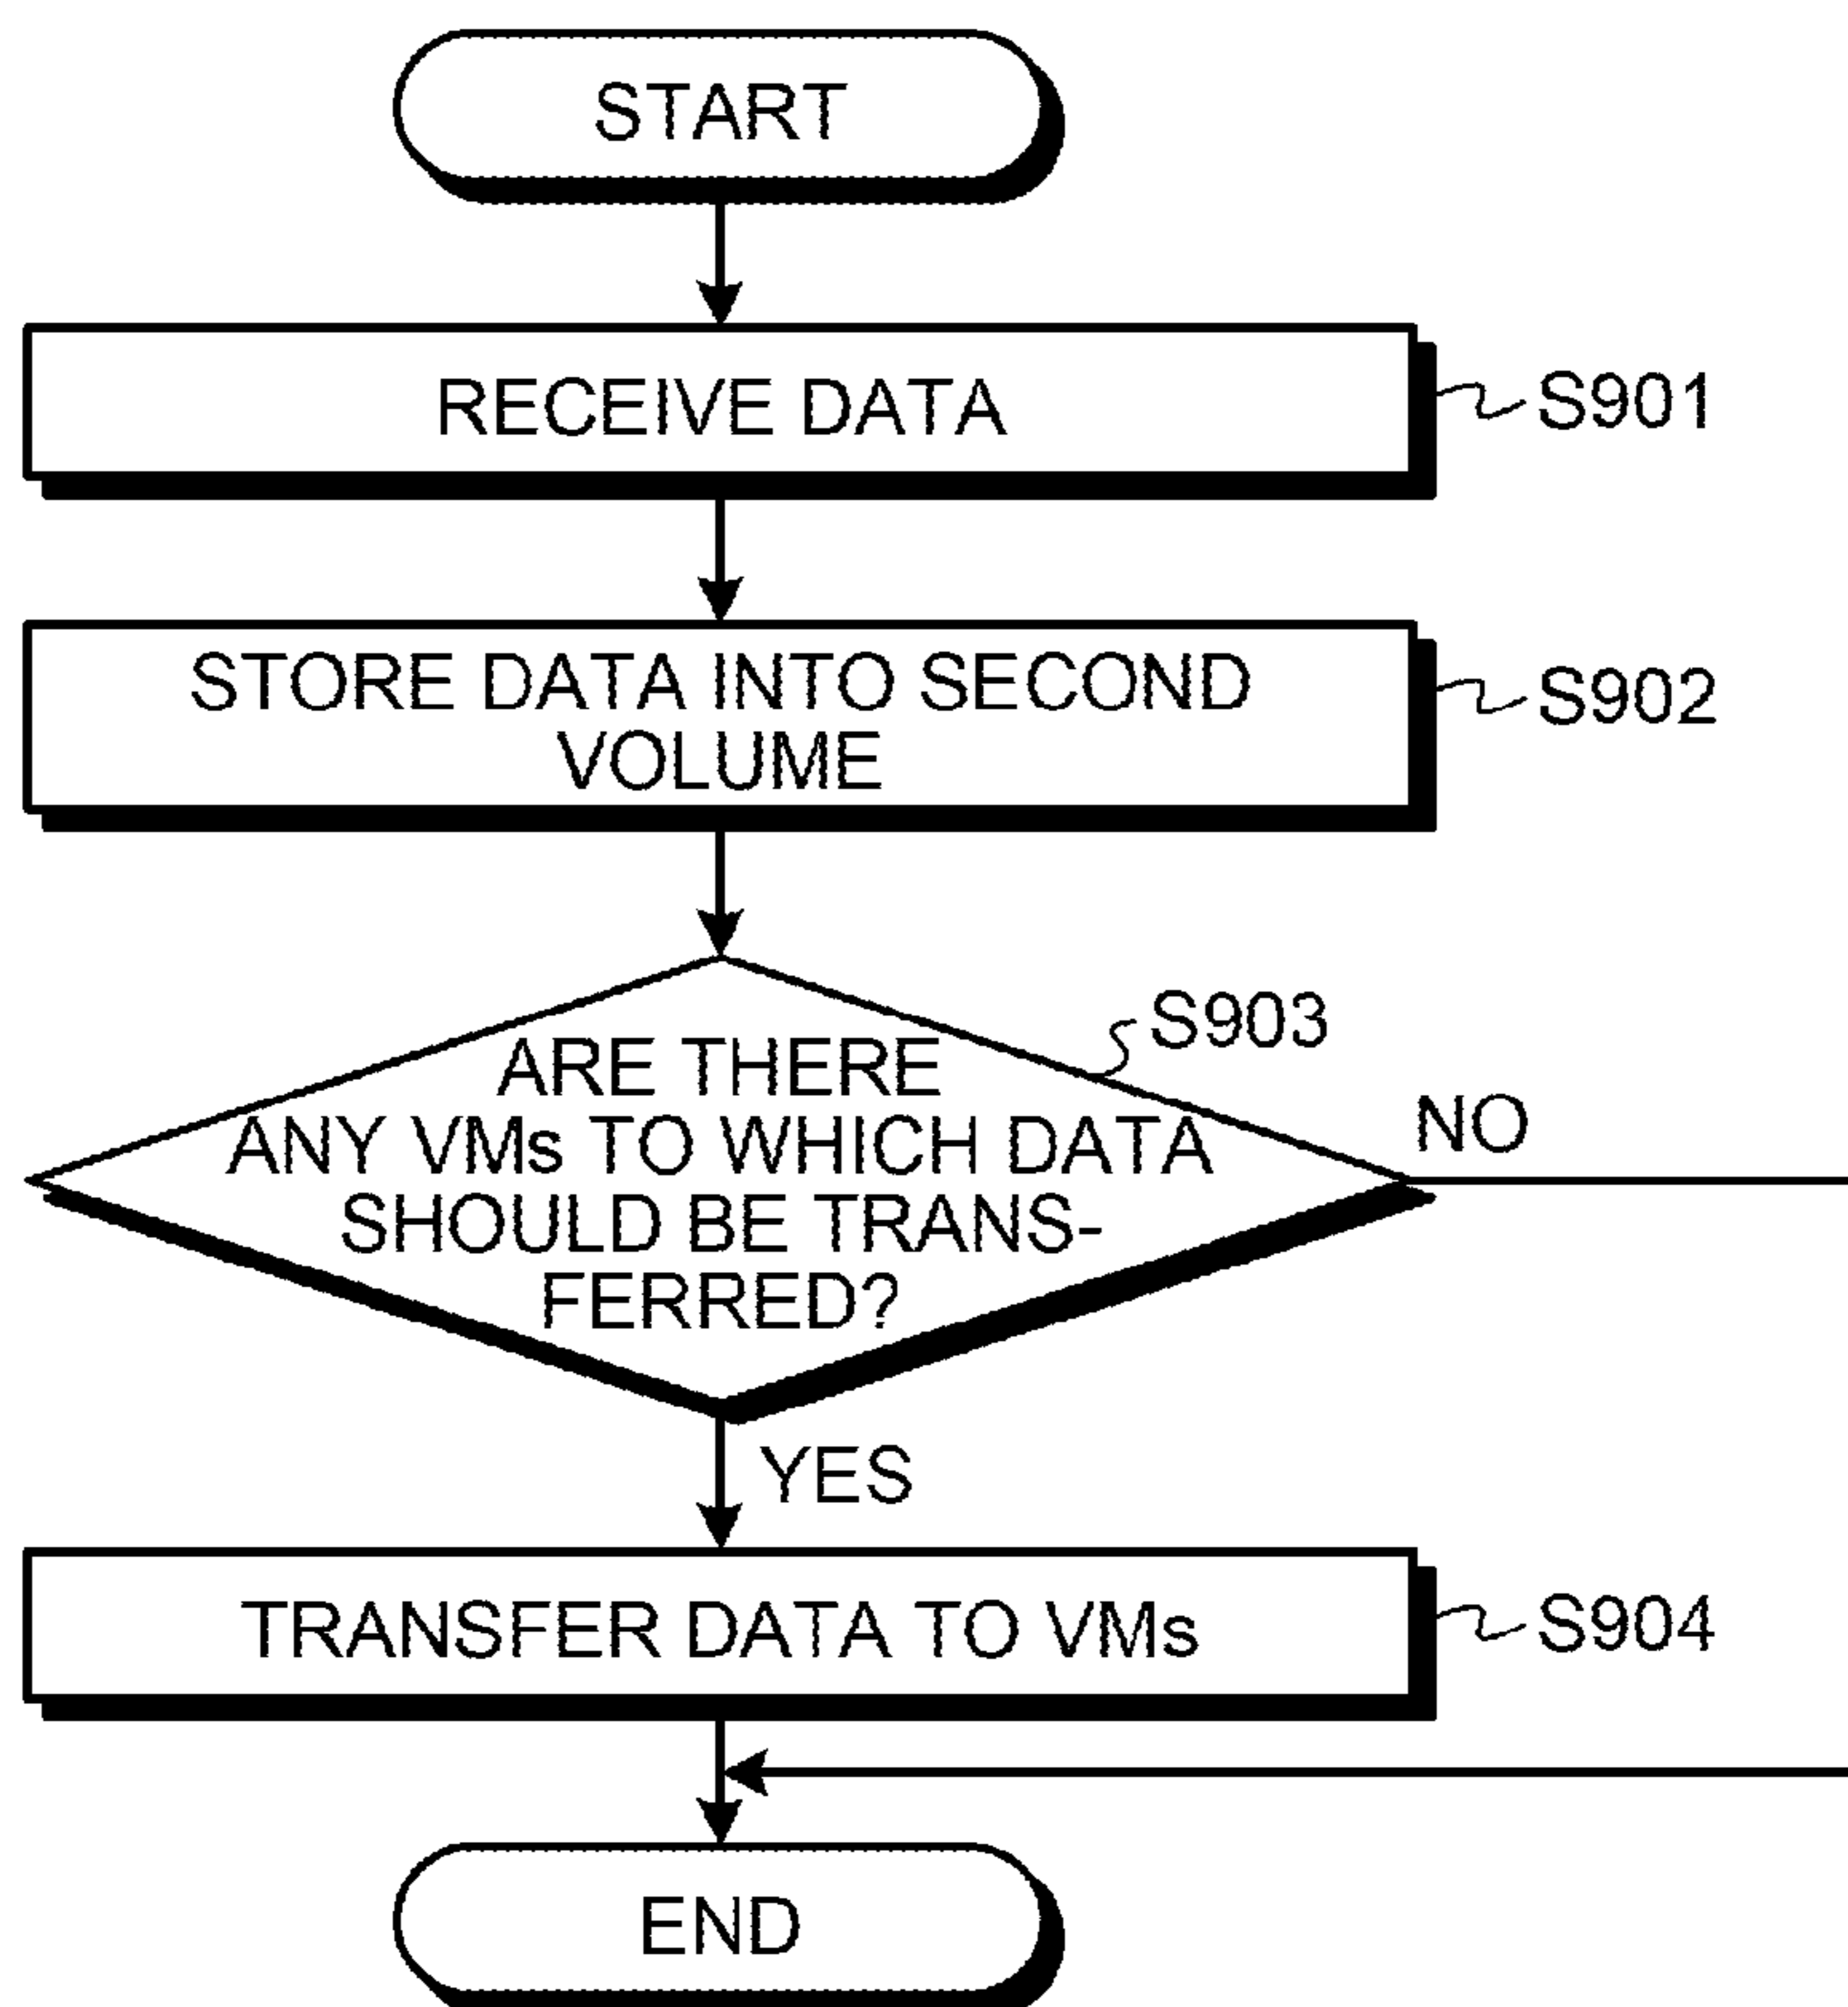 START
RECEIVE DATA
S901
STORE DATA INTO SECOND
VOLUME
S902
S903
ARE THERE
ANY VMs TO WHICH DATA
SHOULD BE TRANS-
FERRED?
NO
YES
TRANSFER DATA TO VMs
S904
END